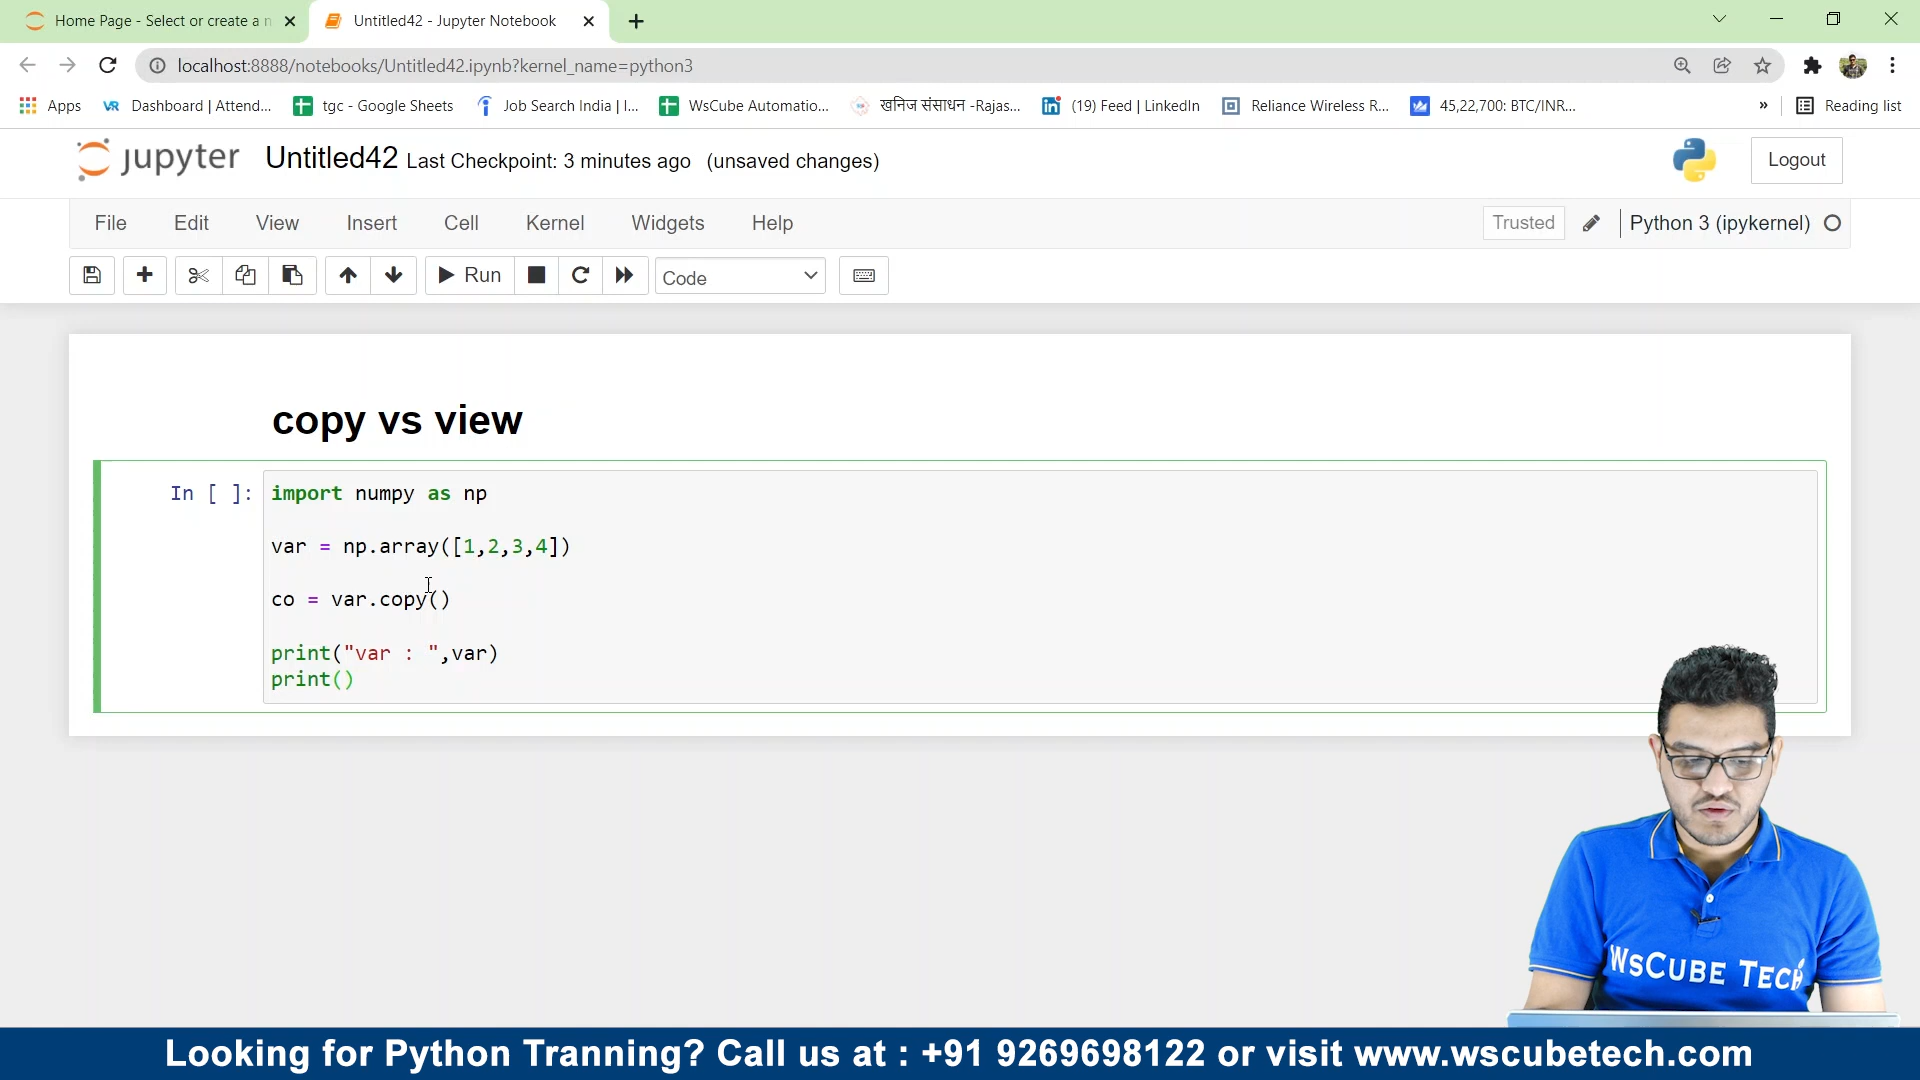 Home Page - Select or create a n
Untitled42 - Jupyter Notebook
localhost:8888/notebooks/Untitled42.ipynb?kernel_name=python3
Apps
VR Dashboard | Attend...
tgc - Google Sheets
Job Search India | I...
WsCube Automatio...
खनिज संसाधन -Rajas...
in (19) Feed | LinkedIn
Reliance Wireless R...
45,22,700: BTC/INR...
»
Reading list
jupyter Untitled42 Last Checkpoint: 3 minutes ago (unsaved changes)
Logout
File Edit View Insert Cell Kernel Widgets Help
Trusted
Python 3 (ipykernel)
Run
Code
copy vs view
In [ ]: import numpy as np
var = np.array([1,2,3,4])
co = var.copy()
print("var : ",var)
print()
WsCube Tech
Looking for Python Tranning? Call us at : +91 9269698122 or visit www.wscubetech.com